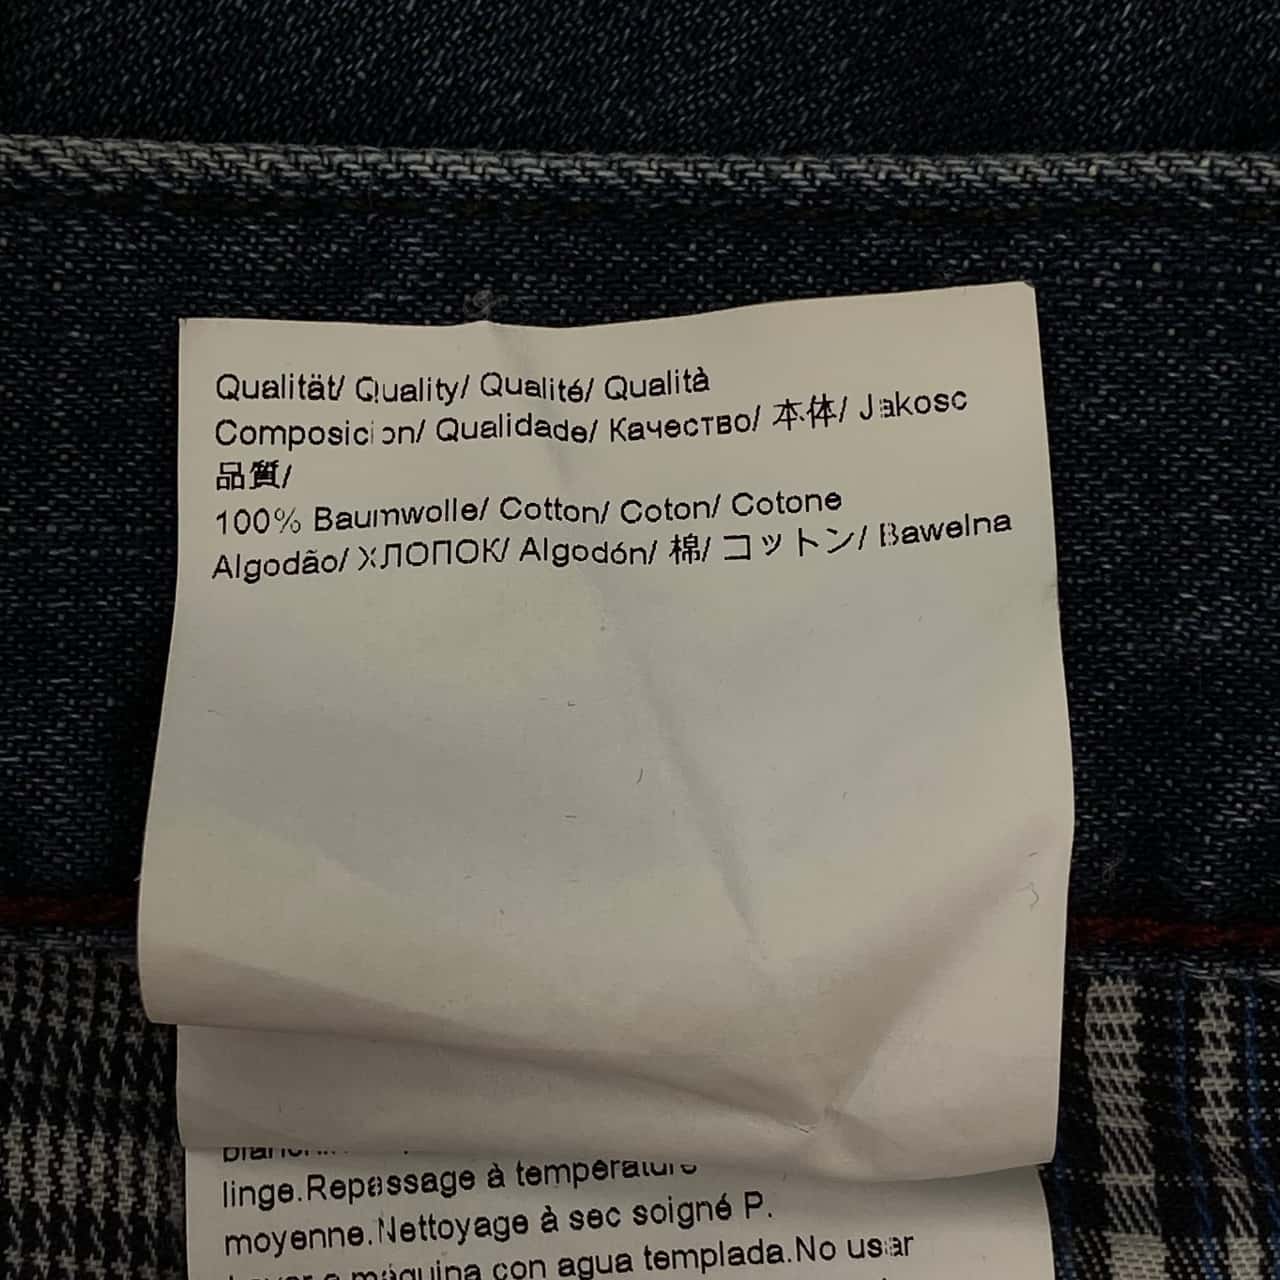 Qualität/ Quality/ Qualité/ Qualità
Composicion/ Qualidade/ Качество/ 本体/ Jakosc
品質/
100% Baumwolle/ Cotton/ Coton/ Cotone
Algodão/ ХЛОПОК/ Algodón/ 棉/ コットン/ Bawelna
linge.Repassage à température
moyenne.Nettoyage à sec soigné P.
máquina con agua templada.No usar